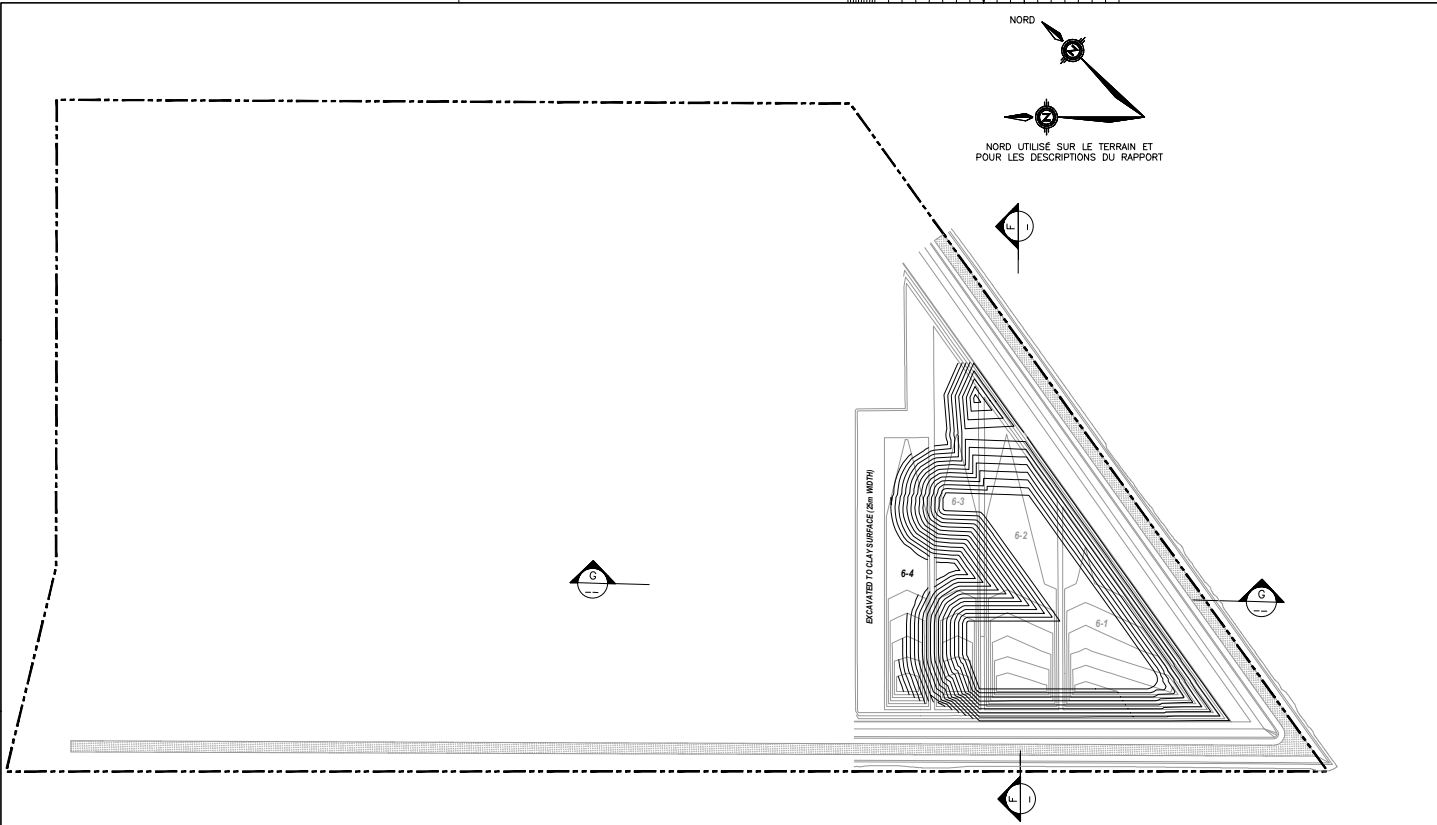 NORD
N
N
NORD UTILISÉ SUR LE TERRAIN ET
POUR LES DESCRIPTIONS DU RAPPORT
F
-
EXCAVATED TO CLAY SURFACE (25m WIDTH)
6-3
6-2
6-4
G
--
G
--
6-1
F
-